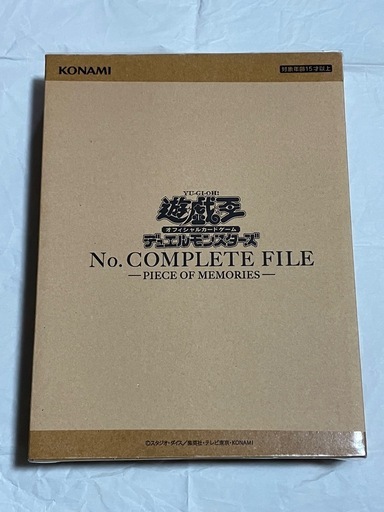 KONAMI 対象年齢15才以上
YU-GI-OH!
遊戯王
オフィシャルカードゲーム
デュエルモンスターズ
No. COMPLETE FILE
—PIECE OF MEMORIES—
©スタジオ・ダイス/集英社・テレビ東京・KONAMI